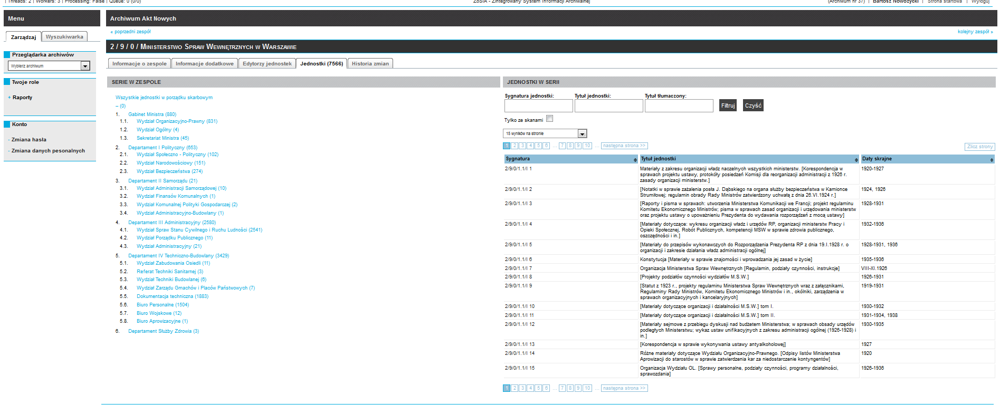 | Threads: 2 | Workers: 3 | Processing: False | Queue: 0 (0/0)
ZoSIA - Zintegrowany System Informacji Archiwalnej
(Archiwum nr 37) | Bartosz Nowożycki | Strona startowa | Wyloguj
Menu
Zarządzaj Wyszukiwarka
Przeglądarka archiwów
Wybierz archiwum
Twoje role
+ Raporty
Konto
- Zmiana hasła
- Zmiana danych pesonalnych
Archiwum Akt Nowych
« poprzedni zespół kolejny zespół »
2 / 9 / 0 / Ministerstwo Spraw Wewnętrznych w Warszawie
Informacje o zespole Informacje dodatkowe Edytorzy jednostek Jednostki (7566) Historia zmian
SERIE W ZESPOLE
Wszystkie jednostki w porządku skarbowym
– (0)
1. Gabinet Ministra (880)
1.1. Wydział Organizacyjno-Prawny (831)
1.2. Wydział Ogólny (4)
1.3. Sekretariat Ministra (45)
2. Departament I Polityczny (653)
2.1. Wydział Społeczno - Polityczny (102)
2.2. Wydział Narodowościowy (151)
2.3. Wydział Bezpieczeństwa (274)
3. Departament II Samorządu (21)
3.1. Wydział Administracji Samorządowej (10)
3.2. Wydział Finansów Komunalnych (1)
3.3. Wydział Komunalnej Polityki Gospodarczej (2)
3.4. Wydział Administracyjno-Budowlany (1)
4. Departament III Administracyjny (2580)
4.1. Wydział Spraw Stanu Cywilnego i Ruchu Ludności (2541)
4.2. Wydział Porządku Publicznego (11)
4.3. Wydział Administracyjny (21)
5. Departament IV Techniczno-Budowlany (3429)
5.1. Wydział Zabudowania Osiedli (11)
5.2. Referat Techniki Sanitarnej (3)
5.3. Wydział Techniki Budowlanej (6)
5.4. Wydział Zarządu Gmachów i Placów Państwowych (7)
5.5. Dokumentacja techniczna (1883)
5.6. Biuro Personalne (1504)
5.7. Biuro Wojskowe (12)
5.8. Biuro Aprowizacyjne (1)
6. Departament Służby Zdrowia (3)
JEDNOSTKI W SERII
Sygnatura jednostki: Tytuł jednostki: Tytuł tłumaczony:
Filtruj Czyść
Tylko ze skanami
15 wyników na stronie
1 2 3 4 5 6 ... 7 8 9 10 ... następna strona >>
Zlicz strony
Sygnatura Tytuł jednostki Daty skrajne
2/9/0/1.1/I 1 Materiały z zakresu organizacji władz naczelnych wszystkich ministerstw. [Korespondencja w 1920-1927
sprawach projektu ustawy, protokóły posiedzeń Komisji dla reorganizacji administracji z 1926 r.
zasady organizacji ministerstw.]
2/9/0/1.1/I 2 [Notatki w sprawie zażalenia posła J. Dąbskiego na organa służby bezpieczeństwa w Kamionce 1924, 1926
Strumiłowej; regulamin obrady Rady Ministrów zatwierdzony uchwałą z dnia 26.VI.1924 r.]
2/9/0/1.1/I 3 [Raporty i pisma w sprawach: utworzenia Ministerstwa Komunikacji we Francji; projekt regulaminu 1928-1931
Komitetu Ekonomicznego Ministrów; pisma w sprawach zasad organizacji i urzędowania ministerstw
oraz projektu ustawy o upoważnieniu Prezydenta do wydawania rozporządzeń z mocą ustawy]
2/9/0/1.1/I 4 [Materiały dotyczące: wykresu organizacji władz i urzędów RP, organizacji ministerstw Pracy i 1932-1936
Opieki Społecznej, Robót Publicznych, kompetencji MSW w sprawie zdrowia publicznego,
oszczędności i in.]
2/9/0/1.1/I 5 [Materiały do przepisów wykonawczych do Rozporządzenia Prezydenta RP z dnia 19.I.1928 r. o 1928-1931, 1936
organizacji i zakresie działania władz administracji ogólnej]
2/9/0/1.1/I 6 Konstytucja [Materiały w sprawie znajomości i wprowadzania jej zasad w życie] 1935-1936
2/9/0/1.1/I 7 Organizacja Ministerstwa Spraw Wewnętrznych [Regulamin, podziały czynności, instrukcje] VIII-XI.1926
2/9/0/1.1/I 8 [Projekty podziałów czynności wydziałów M.S.W.] 1926-1931
2/9/0/1.1/I 9 [Statut z 1923 r., projekty regulaminu Ministerstwa Spraw Wewnętrznych wraz z załącznikami, 1919-1931
Regulaminy Rady Ministrów, Komitetu Ekonomicznego Ministrów i in., okólniki, zarządzenia w
sprawach organizacyjnych i kancelaryjnych]
2/9/0/1.1/I 10 [Materiały dotyczące organizacji i działalności M.S.W.] tom I. 1930-1932
2/9/0/1.1/I 11 [Materiały dotyczące organizacji i działalności M.S.W.] tom II. 1931-1934, 1938
2/9/0/1.1/I 12 [Materiały sejmowe z przebiegu dyskusji nad budżetem Ministerstwa; w sprawach obsady urzędów 1930-1935
podległych Ministerstwu; wykaz ustaw unifikacyjnych z zakresu administracji ogólnej (1926-1928) i
in.]
2/9/0/1.1/I 13 [Korespondencja w sprawie wykonywania ustawy antyalkoholowej] 1927
2/9/0/1.1/I 14 Różne materiały dotyczące Wydziału Organizacyjno-Prawnego. [Odpisy listów Ministerstwa 1920
Aprowizacji do starostów w sprawie zatwierdzenia kar za niedostarczenie kontyngentów]
2/9/0/1.1/I 15 Organizacja Wydziału OL. [Sprawy personalne, podziały czynności, programy działalności, 1926-1936
sprawozdania]
1 2 3 4 5 6 ... 7 8 9 10 ... następna strona >>